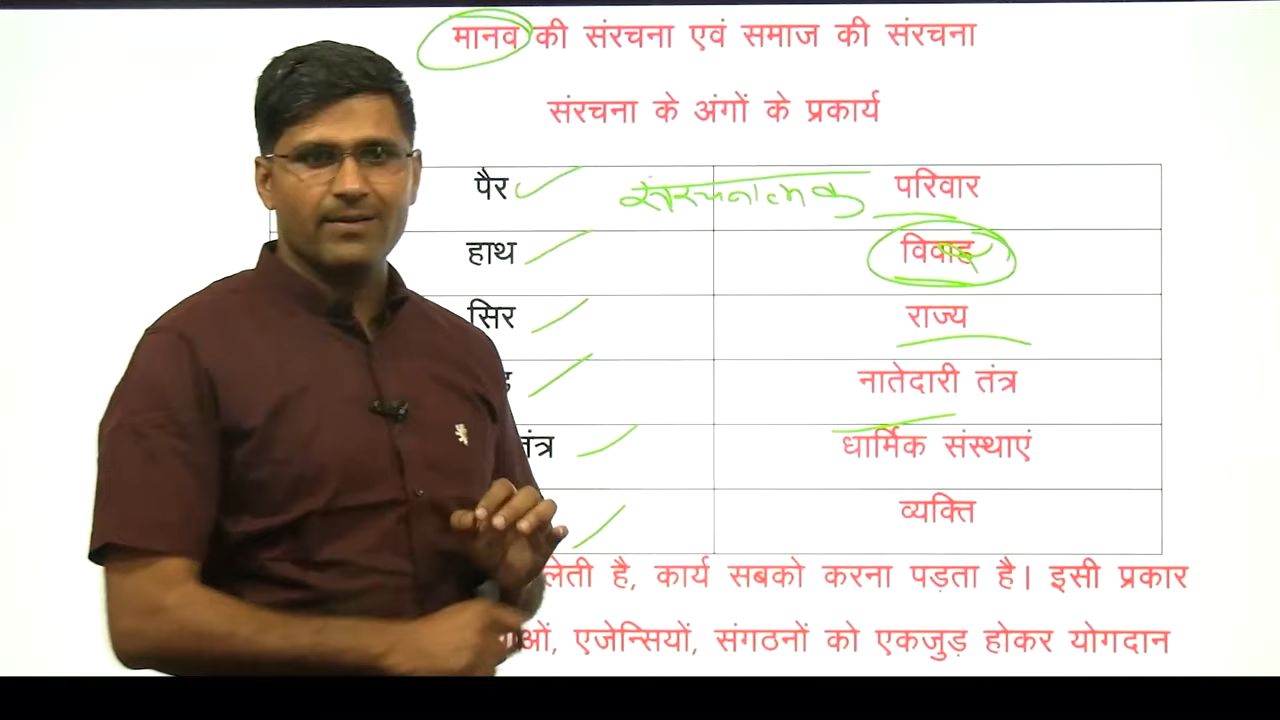 मानव की संरचना एवं समाज की संरचना
संरचना के अंगों के प्रकार्य
पैर संरचनात्मक परिवार
हाथ विवाह
सिर राज्य
नातेदारी तंत्र
तंत्र धार्मिक संस्थाएं
व्यक्ति
लेती है, कार्य सबको करना पड़ता है। इसी प्रकार
एजेन्सियों, संगठनों को एकजुड़ होकर योगदान